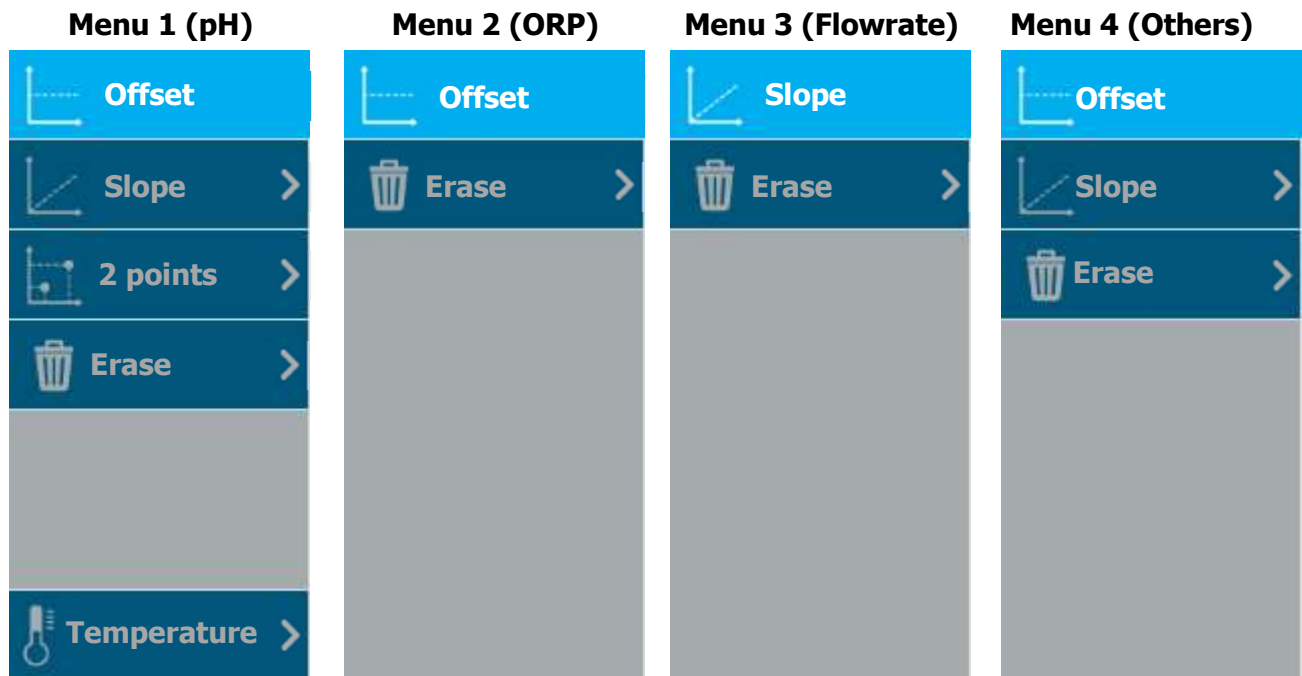 Menu 1 (pH)
Offset
Slope
2 points
Erase
Temperature
Menu 2 (ORP)
Offset
Erase
Menu 3 (Flowrate)
Slope
Erase
Menu 4 (Others)
Offset
Slope
Erase